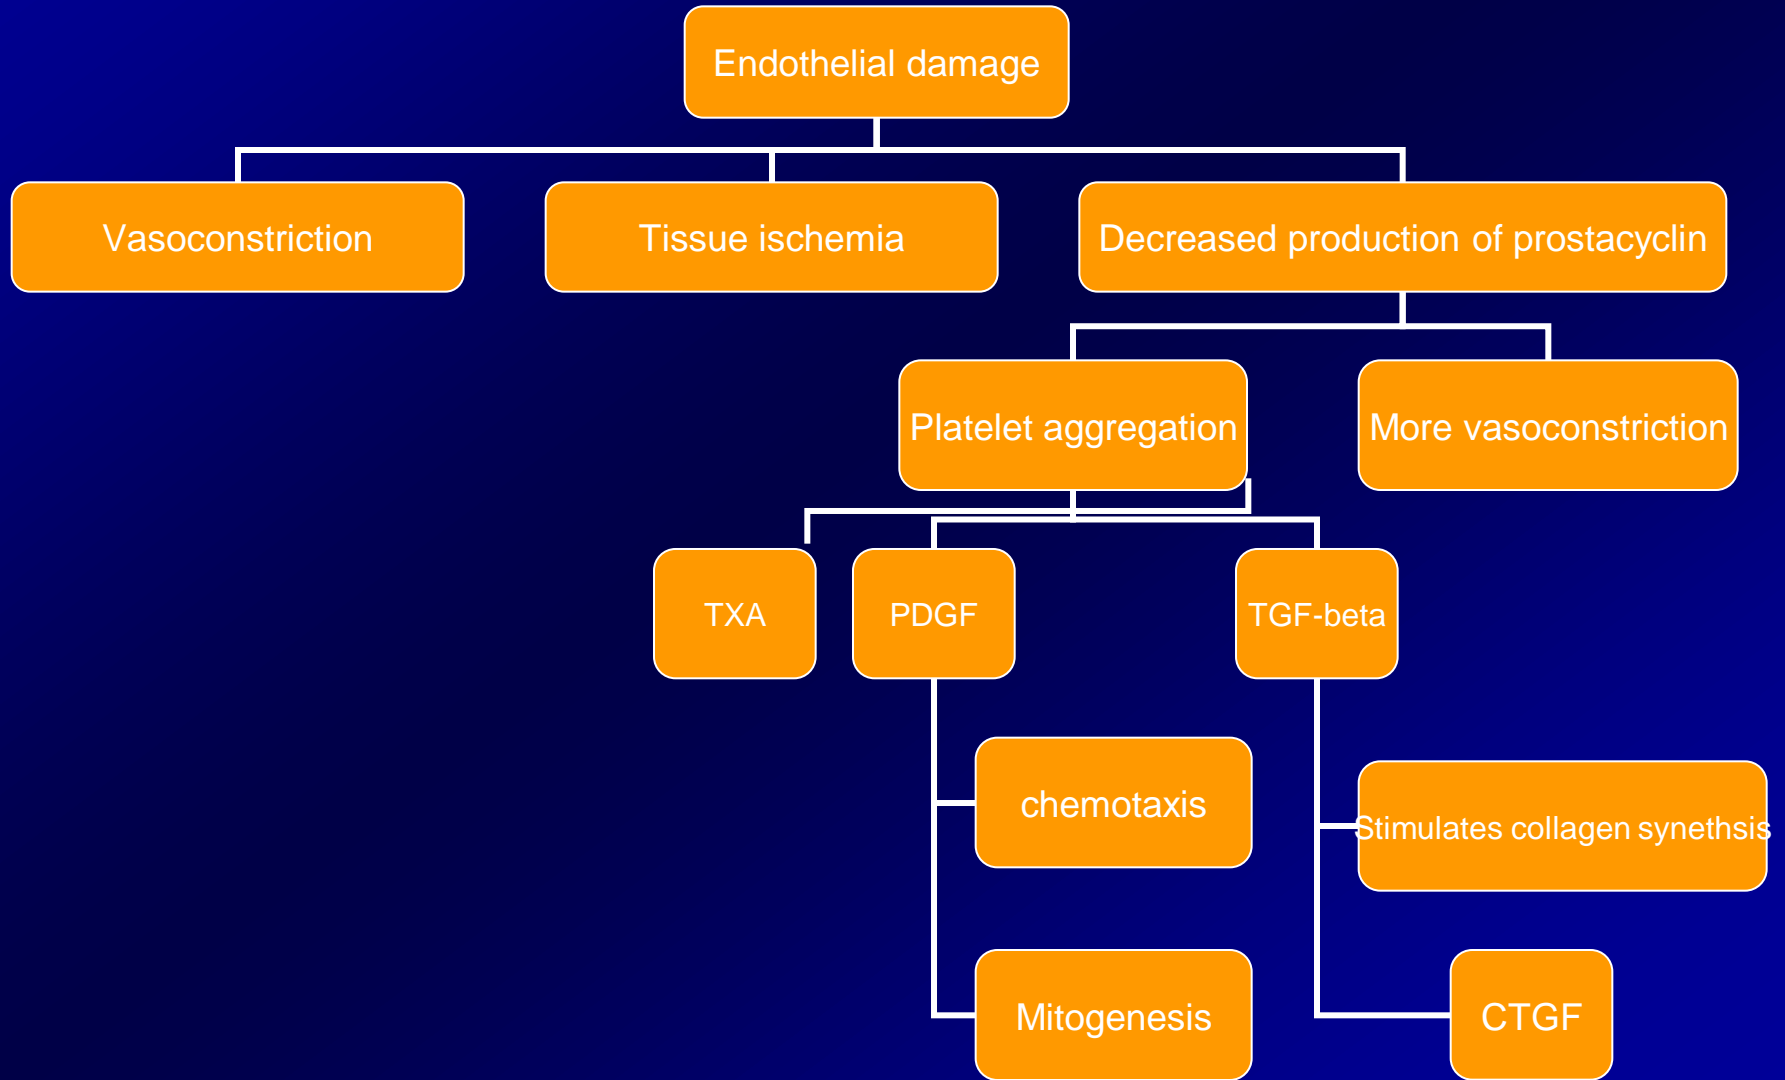 Endothelial damage
Vasoconstriction
Tissue ischemia
Decreased production of prostacyclin
Platelet aggregation
More vasoconstriction
TXA
PDGF
TGF-beta
chemotaxis
Stimulates collagen synethsis
Mitogenesis
CTGF